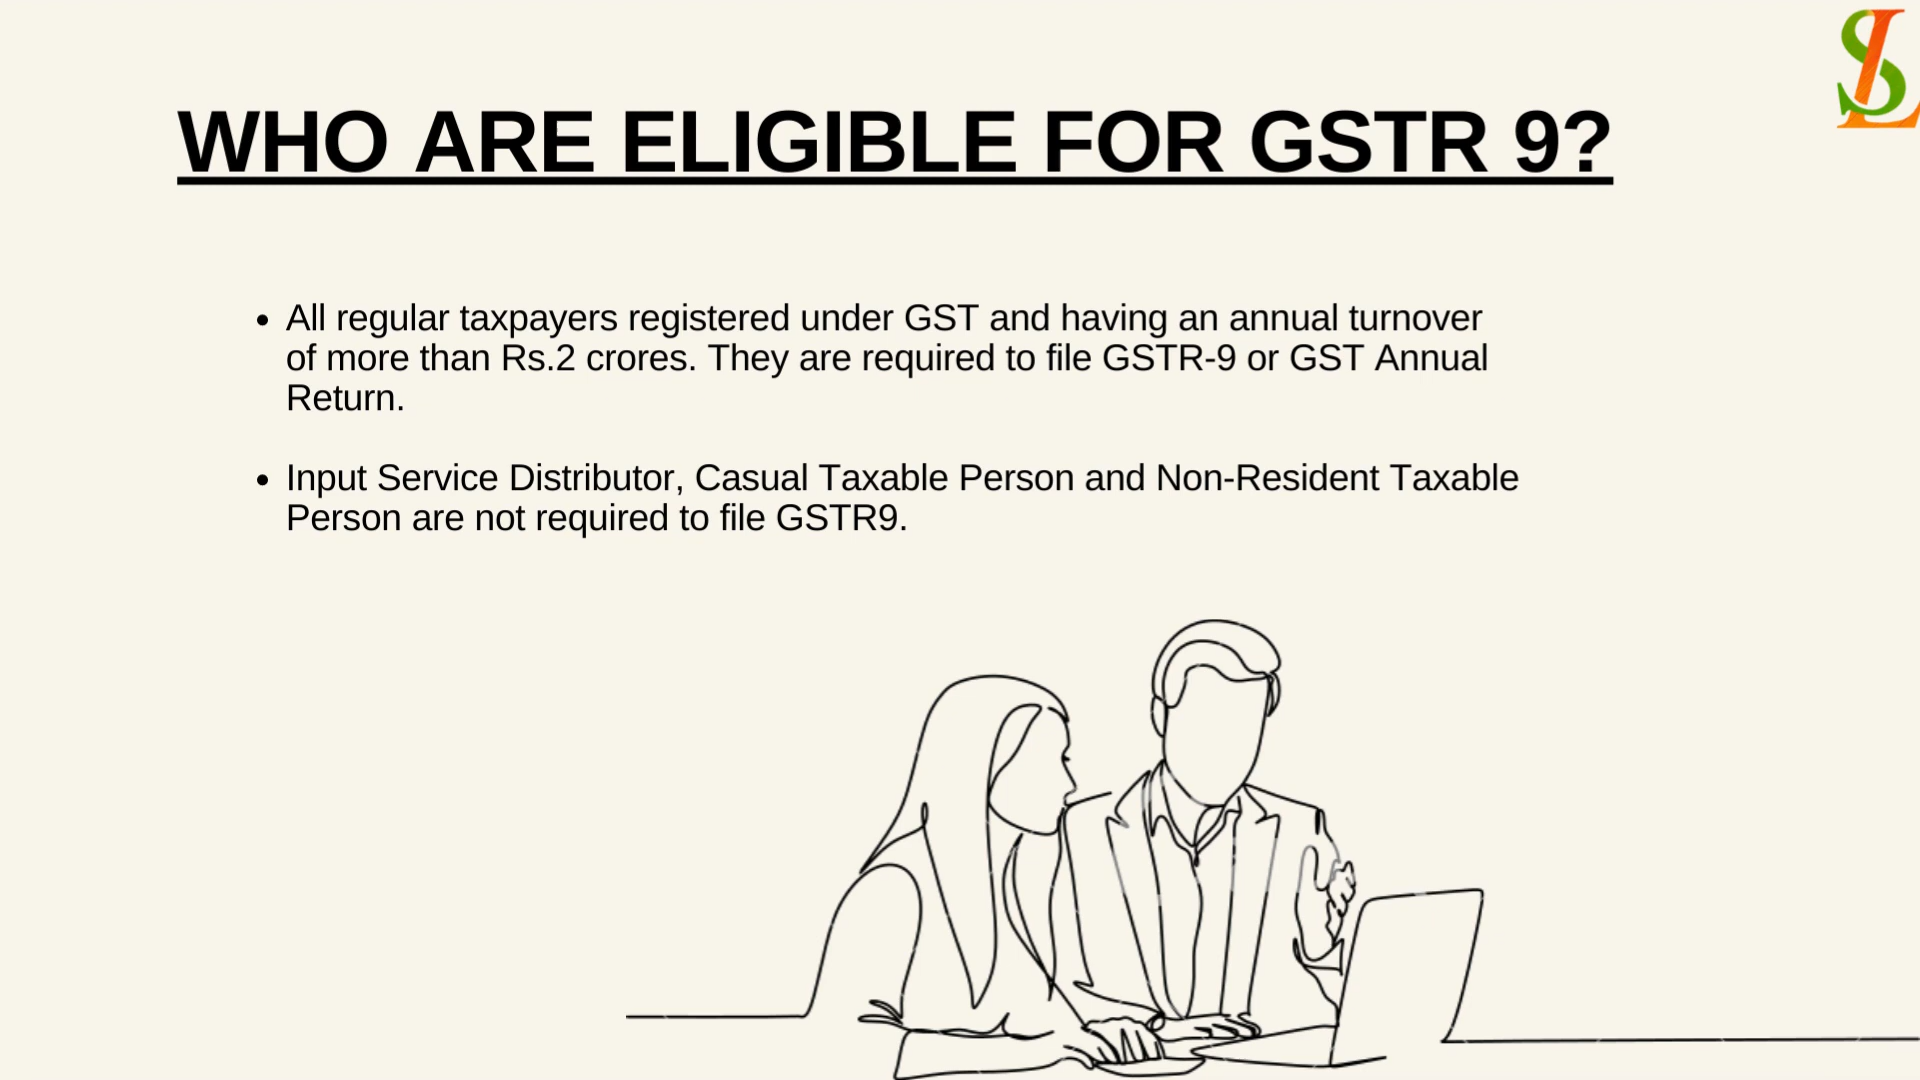 SL
WHO ARE ELIGIBLE FOR GSTR 9?
• All regular taxpayers registered under GST and having an annual turnover
of more than Rs.2 crores. They are required to file GSTR-9 or GST Annual
Return.
• Input Service Distributor, Casual Taxable Person and Non-Resident Taxable
Person are not required to file GSTR9.